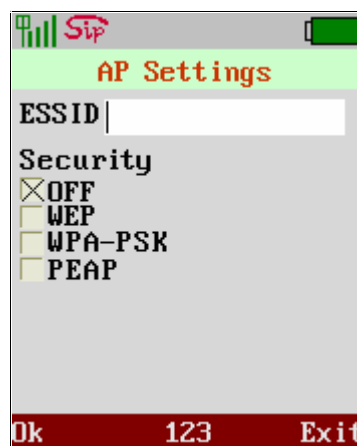 Sip
AP Settings
ESSID
Security
OFF
WEP
WPA-PSK
PEAP
Ok 123 Exit